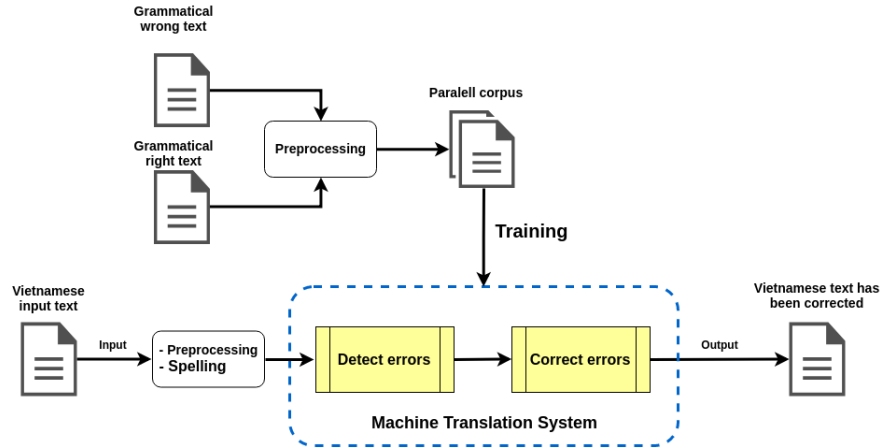 Grammatical
wrong text
Paralell corpus
Grammatical
right text
Preprocessing
Training
Vietnamese
input text
Vietnamese text has
been corrected
Input
- Preprocessing
- Spelling
Detect errors
Correct errors
Output
Machine Translation System